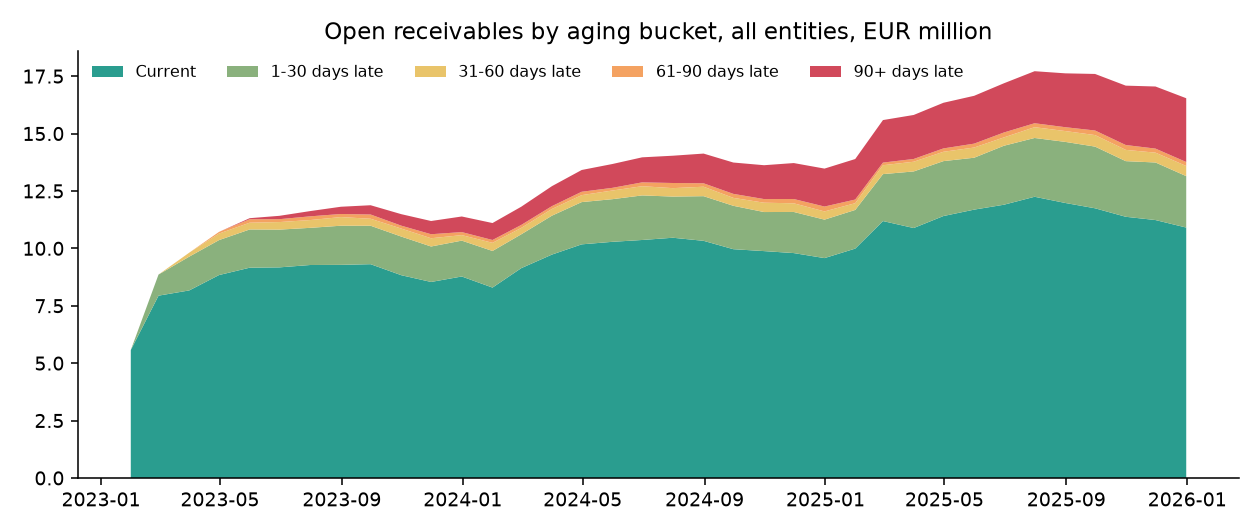 Open receivables by aging bucket, all entities, EUR million
Current 1-30 days late 31-60 days late 61-90 days late 90+ days late
17.5
15.0
12.5
10.0
7.5
5.0
2.5
0.0
2023-01 2023-05 2023-09 2024-01 2024-05 2024-09 2025-01 2025-05 2025-09 2026-01